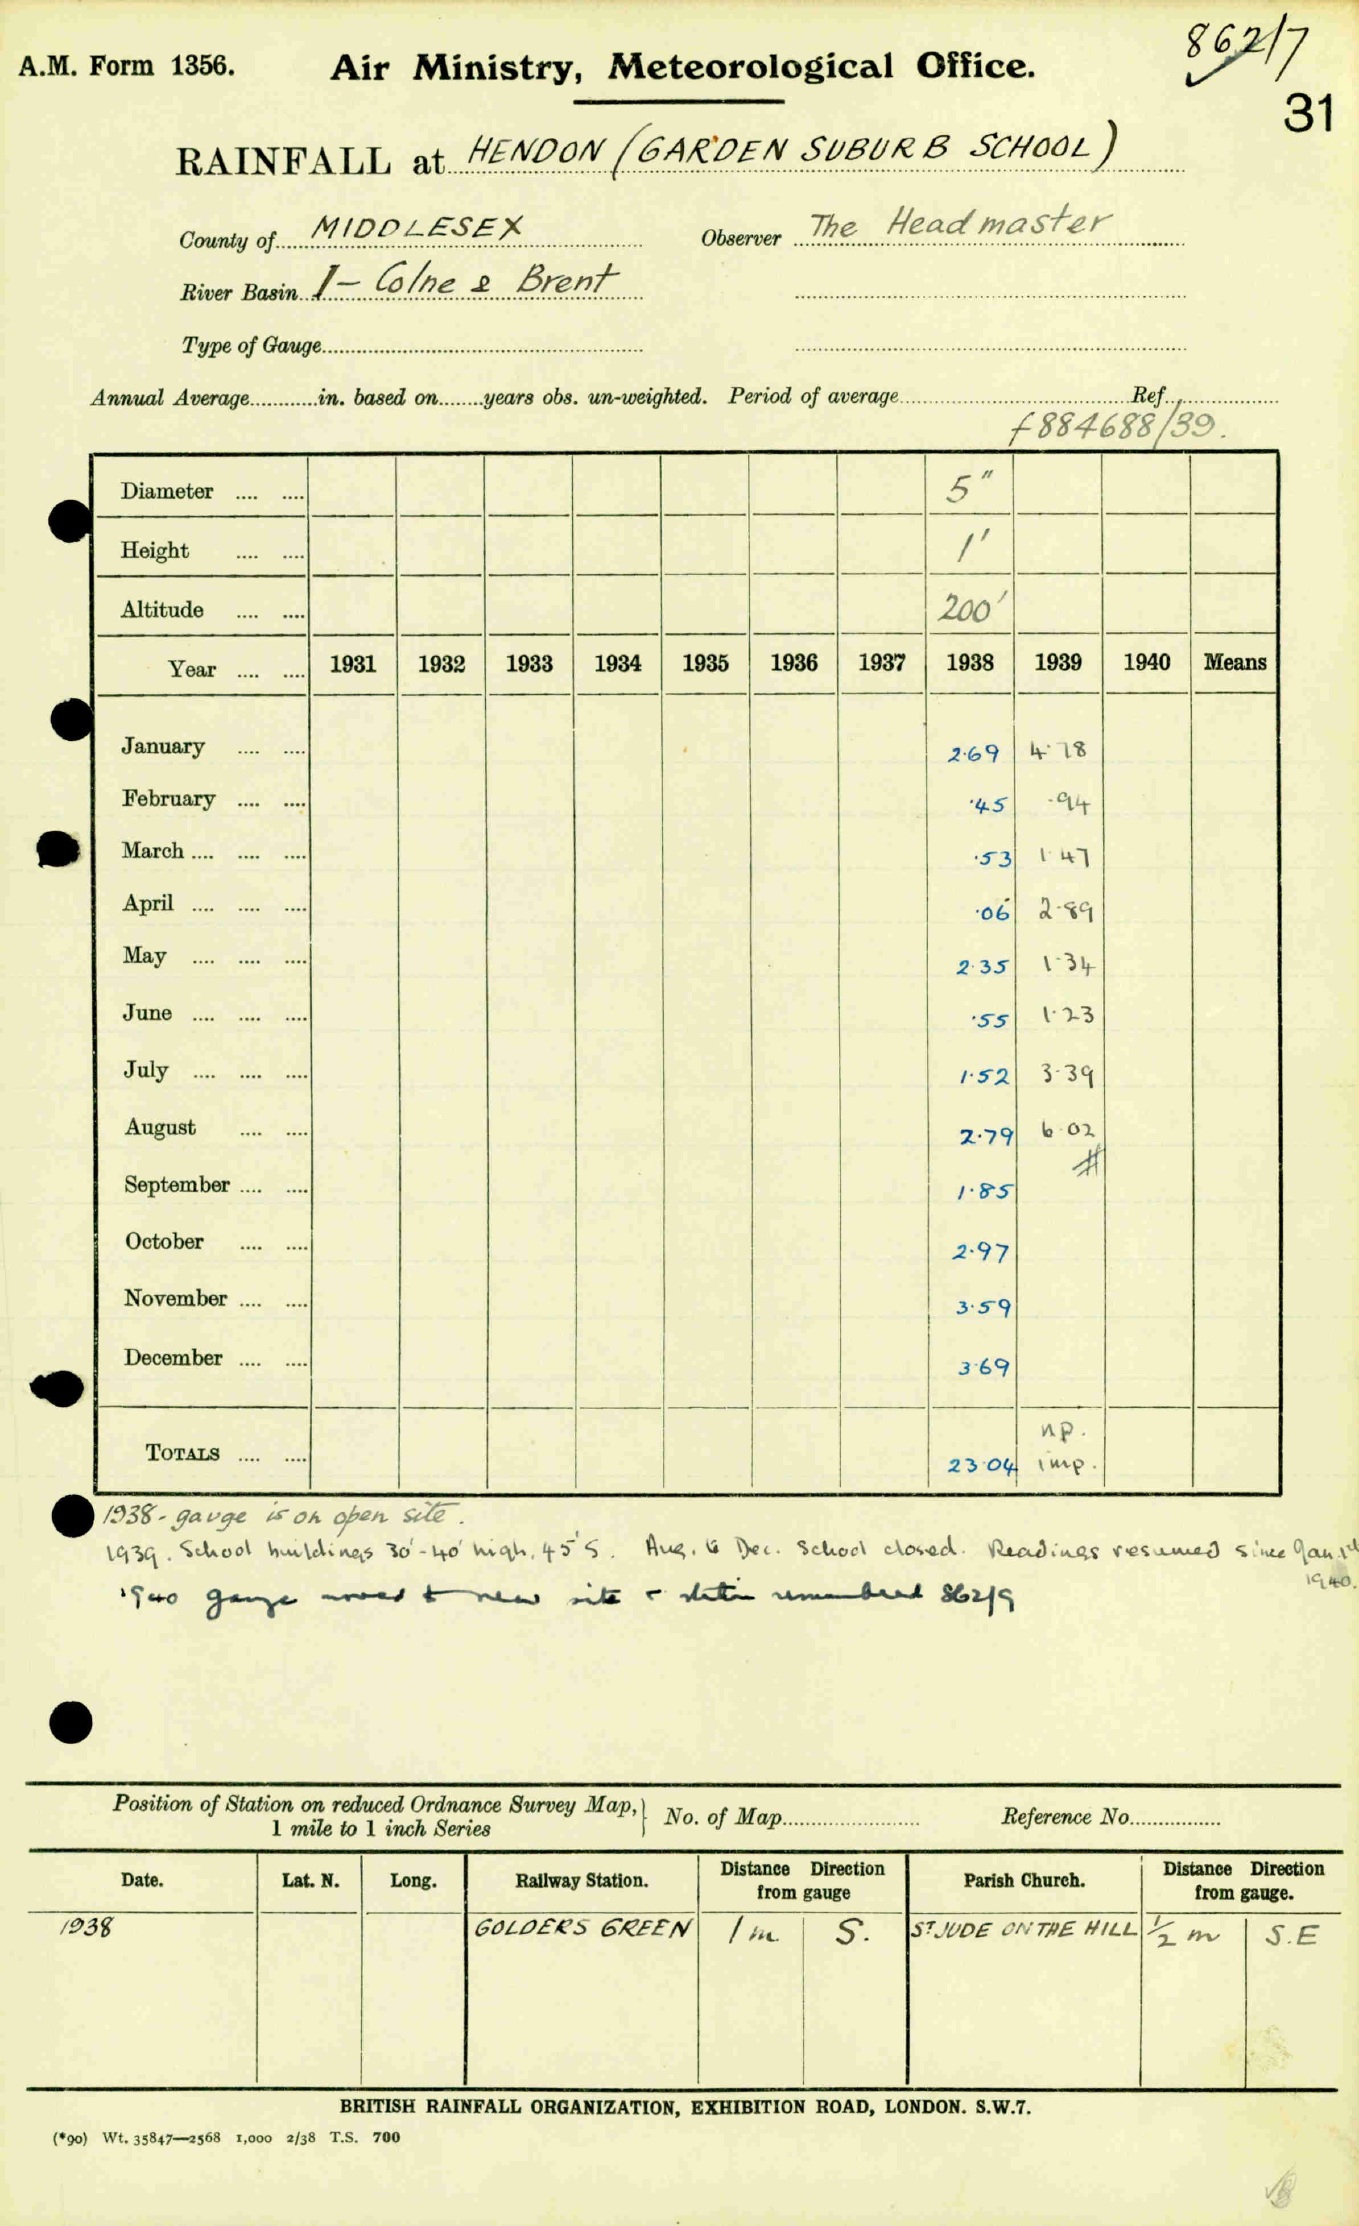 862/7
A.M. Form 1356. Air Ministry, Meteorological Office.
31
RAINFALL at HENDON (GARDEN SUBURB SCHOOL)
County of MIDDLESEX Observer The Headmaster
River Basin 1 – Colne & Brent
Type of Gauge
Annual Average in. based on years obs. un-weighted. Period of average Ref.
f884688/39.
Diameter 5"
Height 1'
Altitude 200'
Year 1931 1932 1933 1934 1935 1936 1937 1938 1939 1940 Means
January 2.69 4.78
February .45 .94
March .53 1.47
April .06 2.89
May 2.35 1.34
June .55 1.23
July 1.52 3.39
August 2.79 6.02
#
September 1.85
October 2.97
November 3.59
December 3.69
np.
TOTALS 23.04 imp.
1938 - gauge is on open site.
1939. School buildings 30'-40' high, 45' S. Aug. to Dec. School closed. Readings resumed since Jan. 1st
1940.
1940 gauge moved to new site & station renumbered 862/9
Position of Station on reduced Ordnance Survey Map, 1 mile to 1 inch Series No. of Map Reference No.
Date. Lat. N. Long. Railway Station. Distance Direction from gauge Parish Church. Distance Direction from gauge.
1938 GOLDERS GREEN 1 m. S. ST JUDE ON THE HILL 1/2 m S.E
BRITISH RAINFALL ORGANIZATION, EXHIBITION ROAD, LONDON. S.W.7.
(*90) Wt. 35847—2568 1,000 2/38 T.S. 700